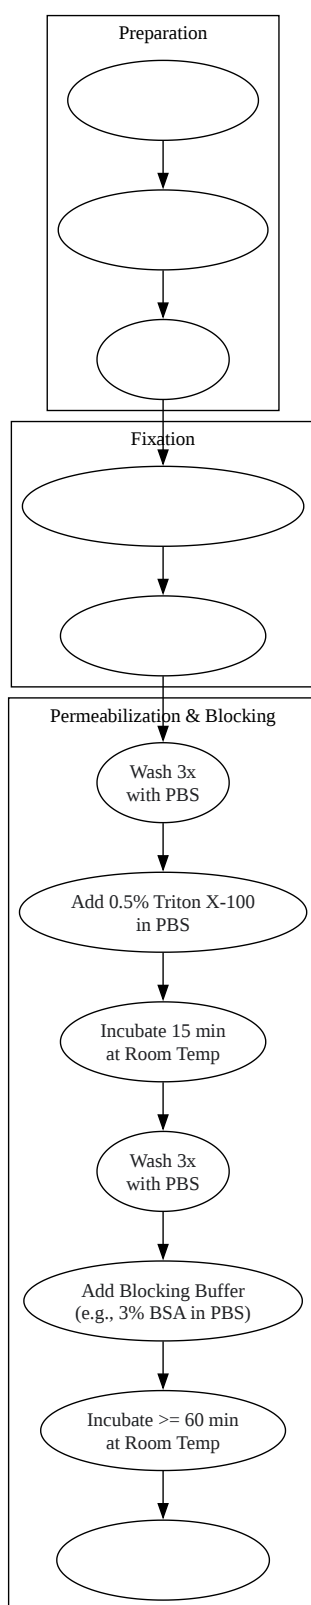 Preparation
Fixation
Permeabilization & Blocking
Wash 3x
with PBS
Add 0.5% Triton X-100
in PBS
Incubate 15 min
at Room Temp
Wash 3x
with PBS
Add Blocking Buffer
(e.g., 3% BSA in PBS)
Incubate >= 60 min
at Room Temp